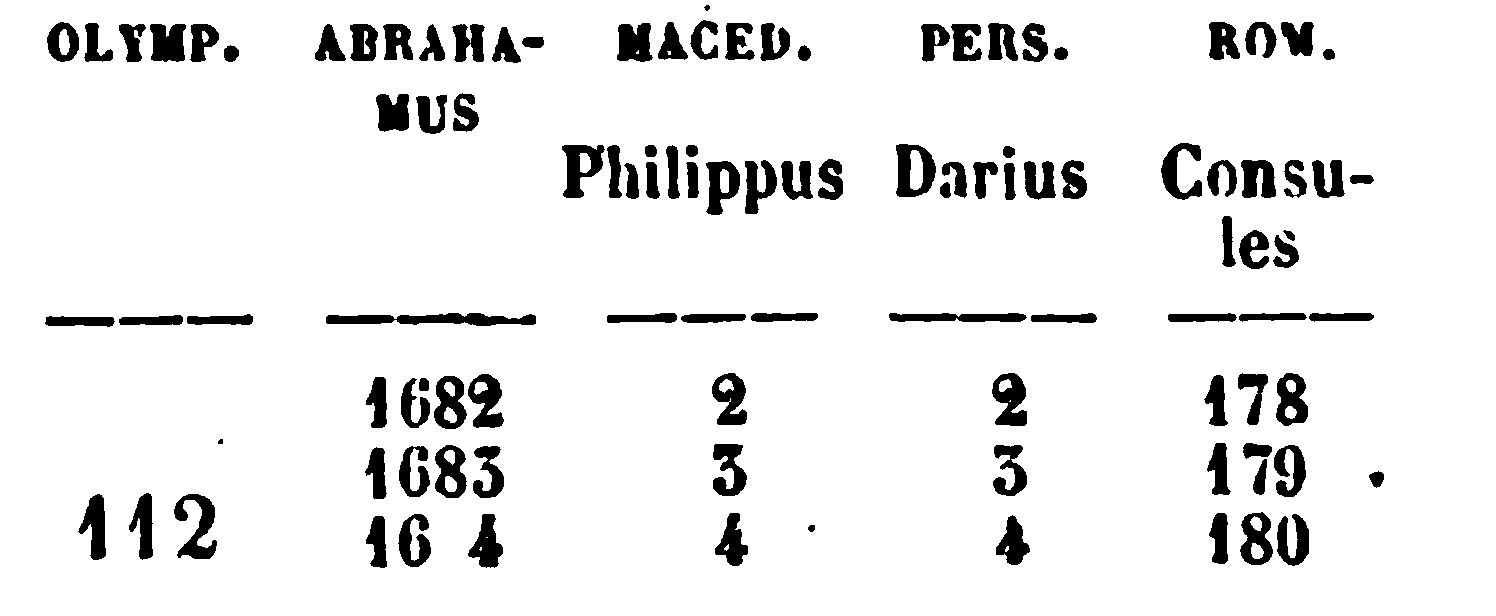 OLYMP. ABRAHA- MACED. PERS. ROM.
MUS
Philippus Darius Consu-
les
1682 2 2 178
1683 3 3 179
112 16 4 4 4 180